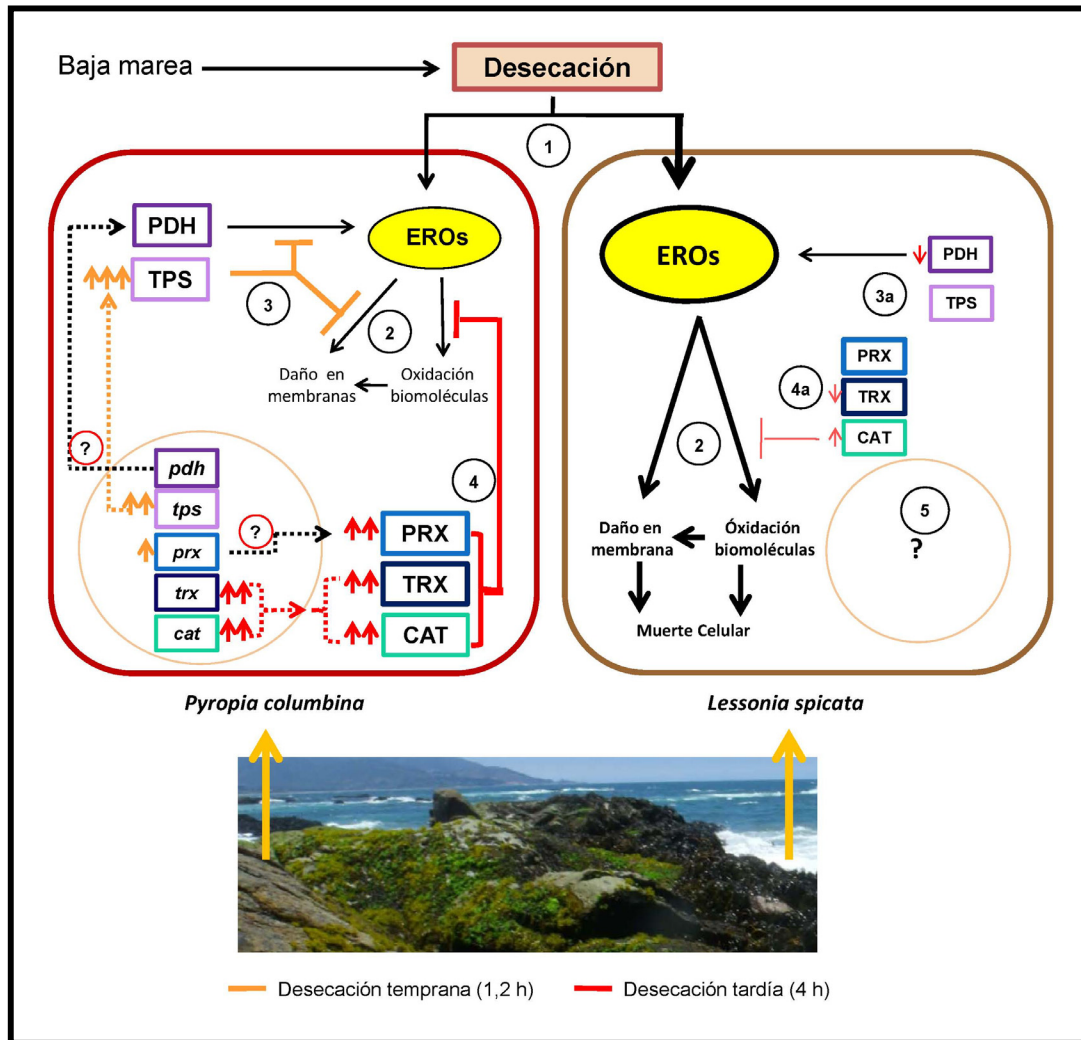 Baja marea
Desecación
1
PDH
TPS
EROs
3
2
Daño en
membranas
Oxidación
biomoléculas
?
pdh
tps
prx
trx
cat
?
4
PRX
TRX
CAT
Pyropia columbina
EROs
PDH
3a
TPS
PRX
4a
TRX
CAT
2
Daño en
membrana
Óxidación
biomoléculas
Muerte Celular
5
?
Lessonia spicata
Desecación temprana (1,2 h)
Desecación tardía (4 h)